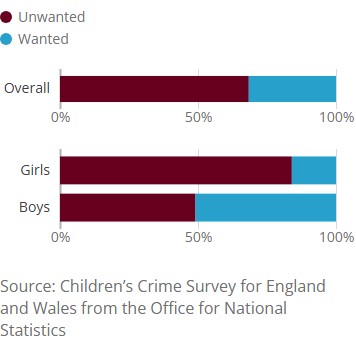 Unwanted
Wanted
Overall
0% 50% 100%
Girls
Boys
0% 50% 100%
Source: Children’s Crime Survey for England
and Wales from the Office for National
Statistics